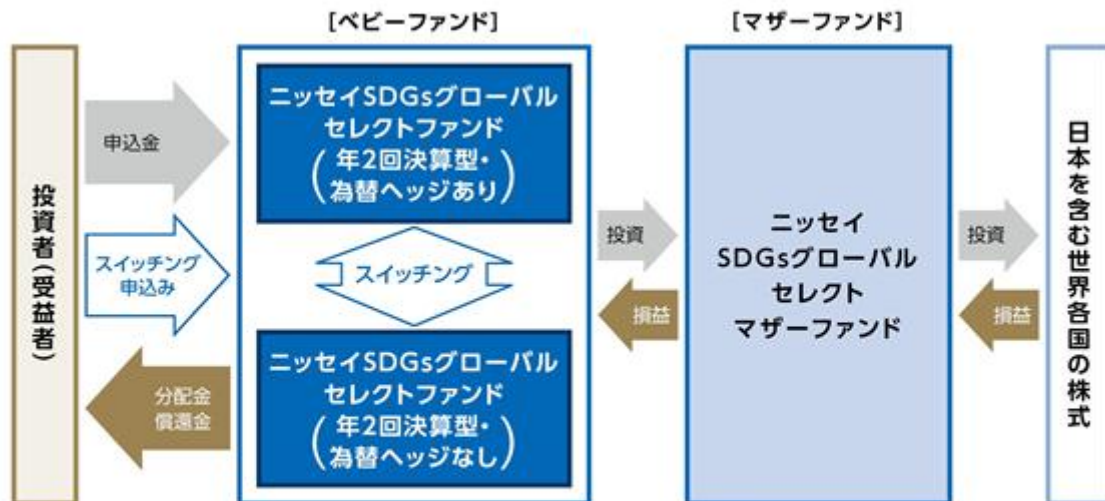 [ベビーファンド]
[マザーファンド]
投資者(受益者)
申込金
スイッチング
申込み
分配金
償還金
ニッセイSDGsグローバル
セレクトファンド
(年2回決算型・
為替ヘッジあり)
スイッチング
ニッセイSDGsグローバル
セレクトファンド
(年2回決算型・
為替ヘッジなし)
投資
損益
ニッセイ
SDGsグローバル
セレクト
マザーファンド
投資
損益
日本を含む世界各国の株式